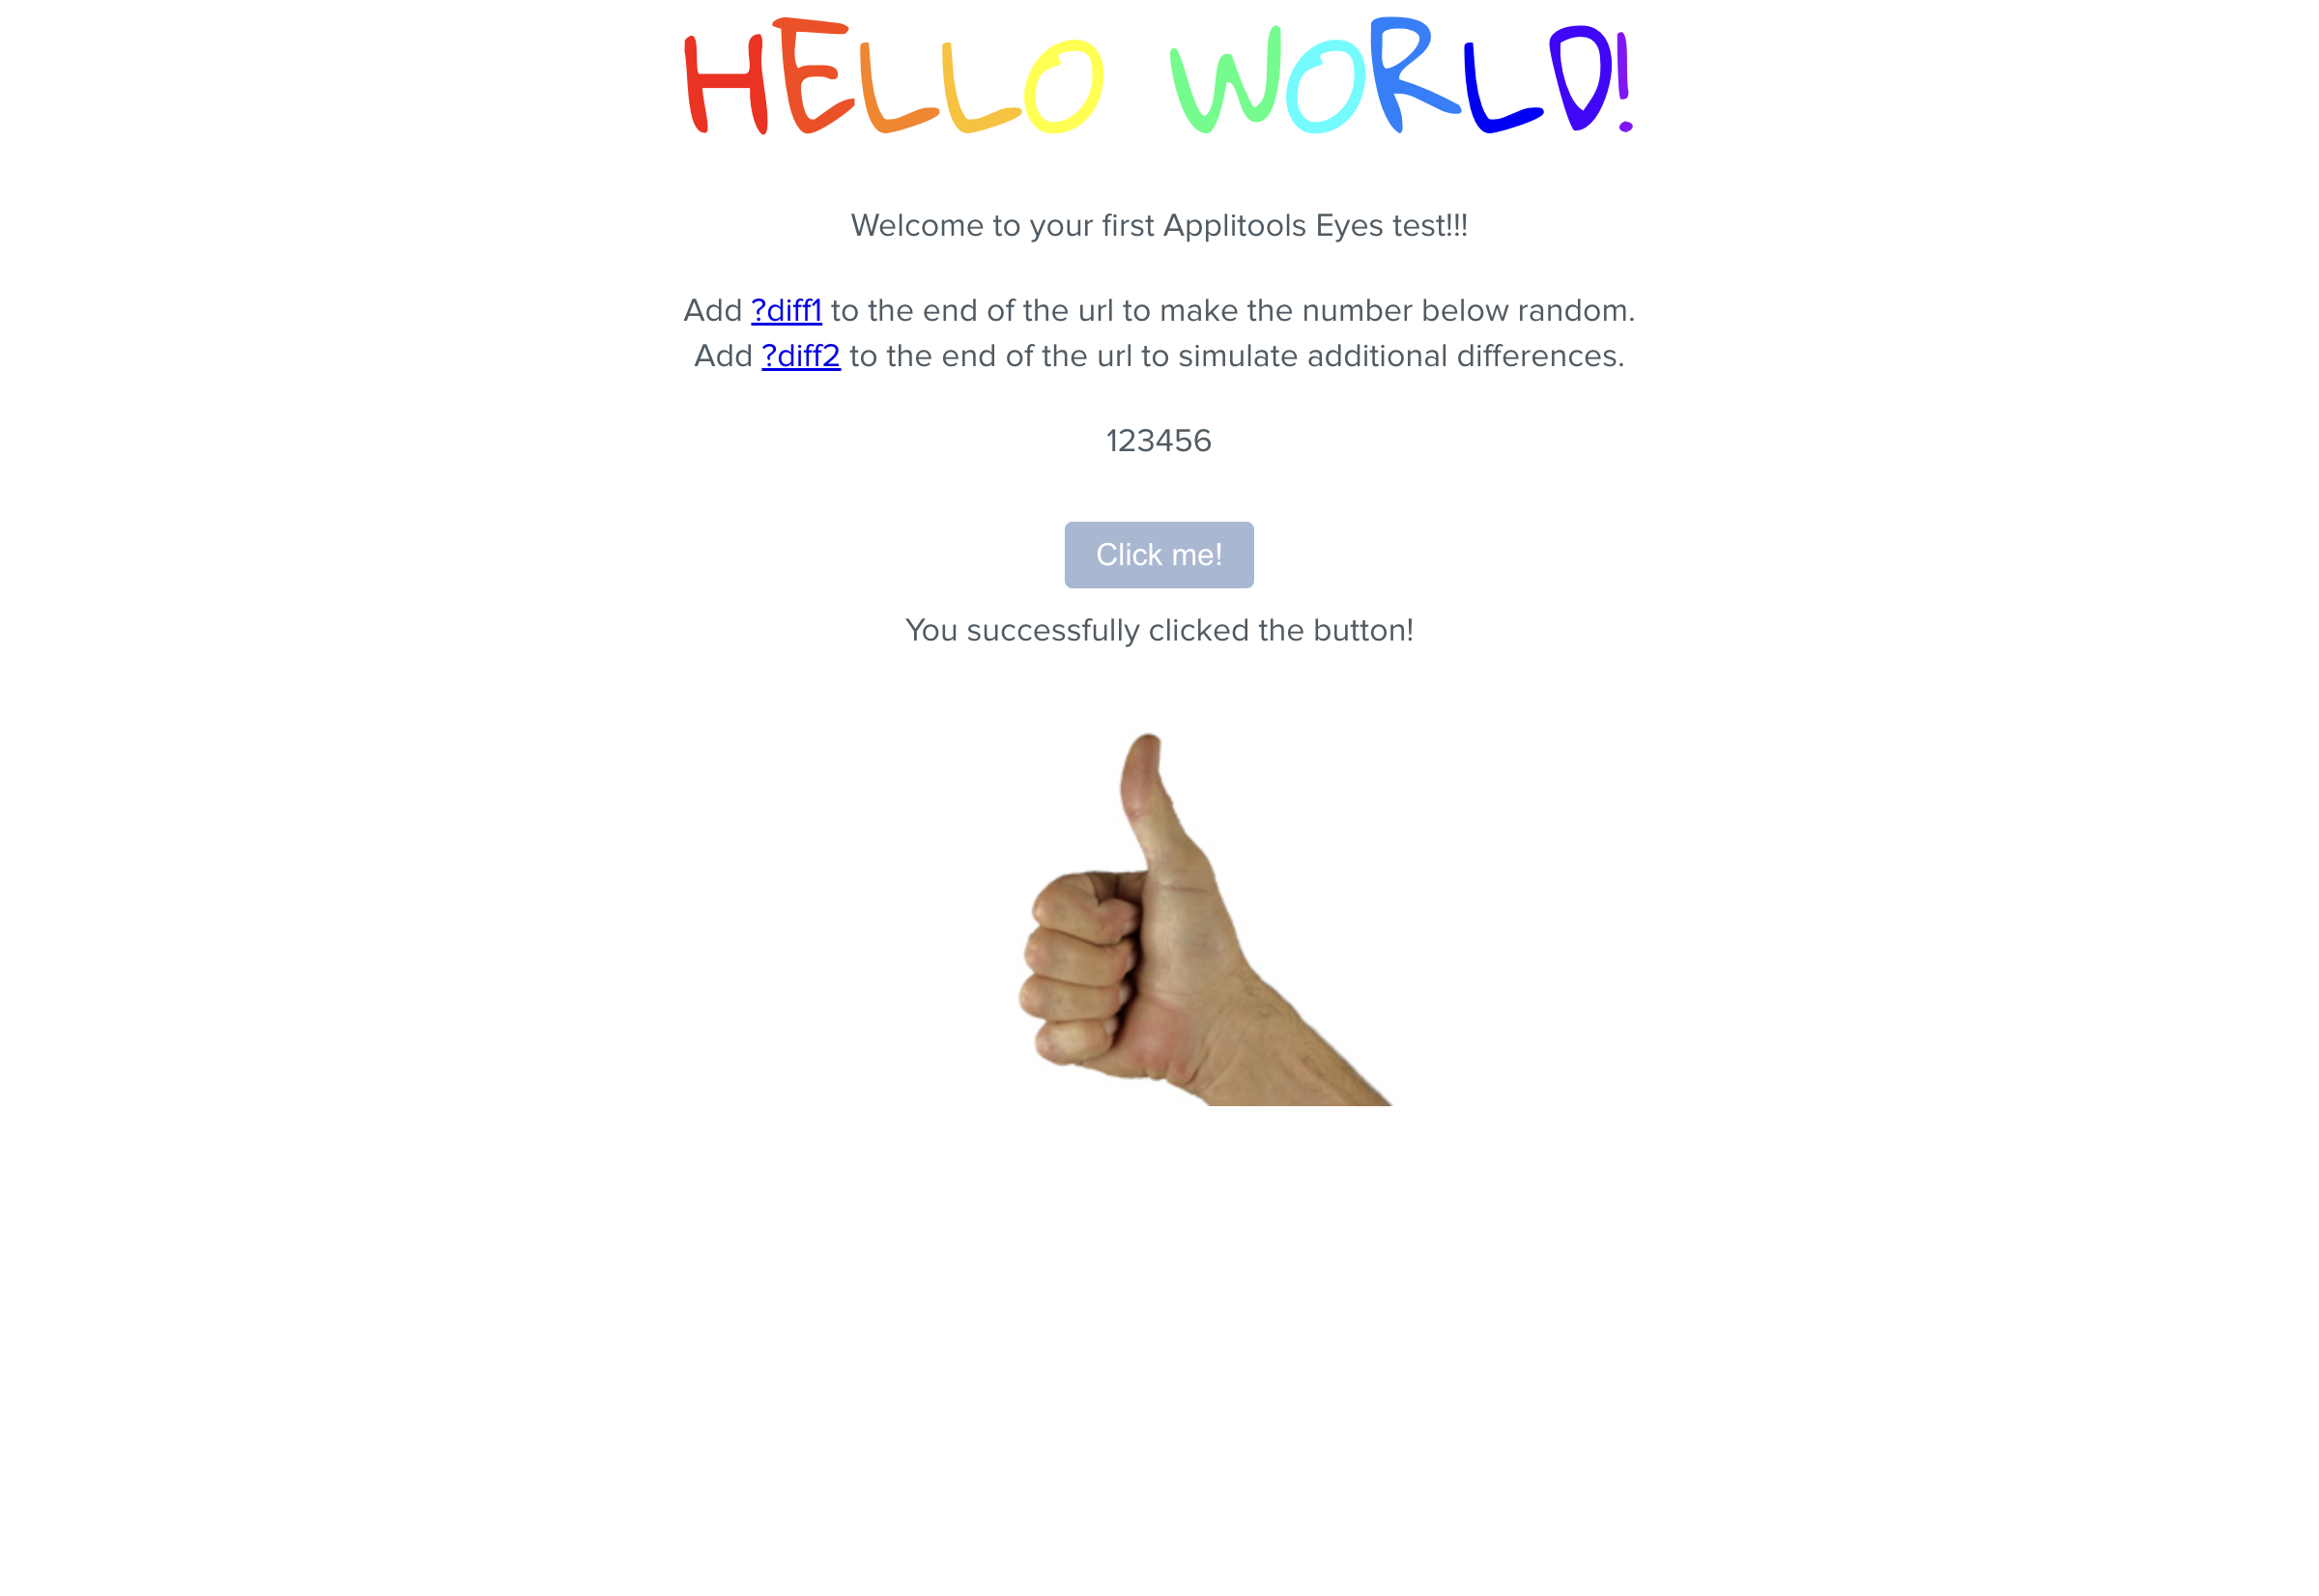 HELLO WORLD!
Welcome to your first Applitools Eyes test!!!
Add ?diff1 to the end of the url to make the number below random.
Add ?diff2 to the end of the url to simulate additional differences.
123456
Click me!
You successfully clicked the button!